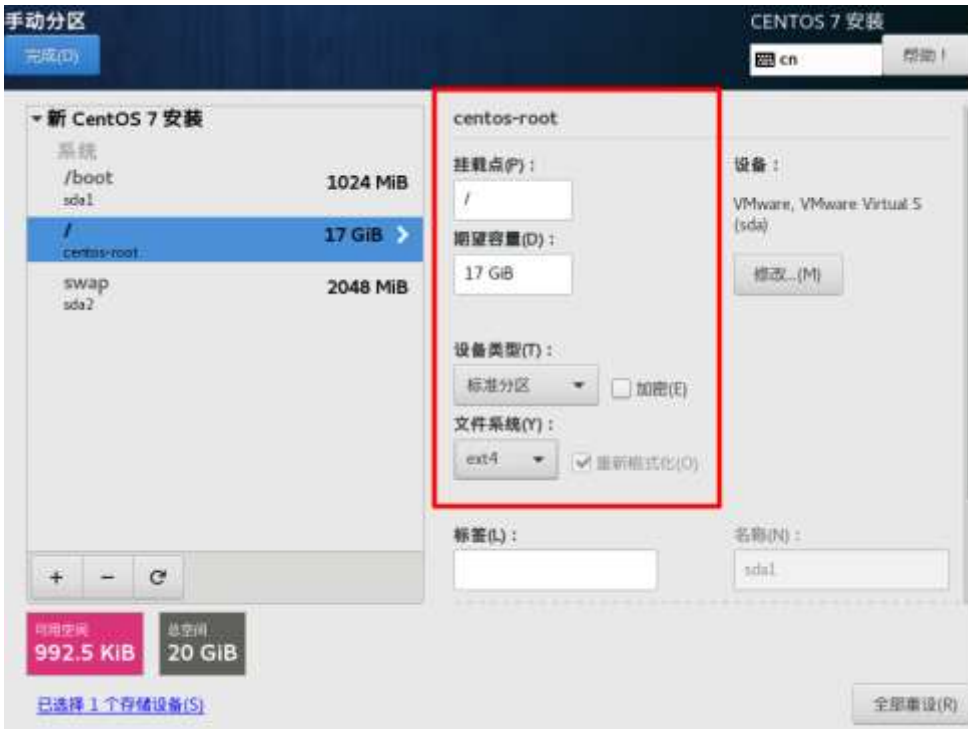 手动分区
CENTOS 7 安装
完成(D)
cn
帮助！
新 CentOS 7 安装
系统
/boot
1024 MiB
sda1
/
17 GiB
centos-root
swap
2048 MiB
sda2
centos-root
挂载点(P)：
/
期望容量(D)：
17 GiB
设备类型(T)：
标准分区
加密(E)
文件系统(Y)：
ext4
重新格式化(O)
标签(L)：
设备：
VMware, VMware Virtual S
(sda)
修改...(M)
名称(N)：
sda1
+ - 
可用空间
992.5 KiB
总空间
20 GiB
已选择 1 个存储设备(S)
全部重设(R)